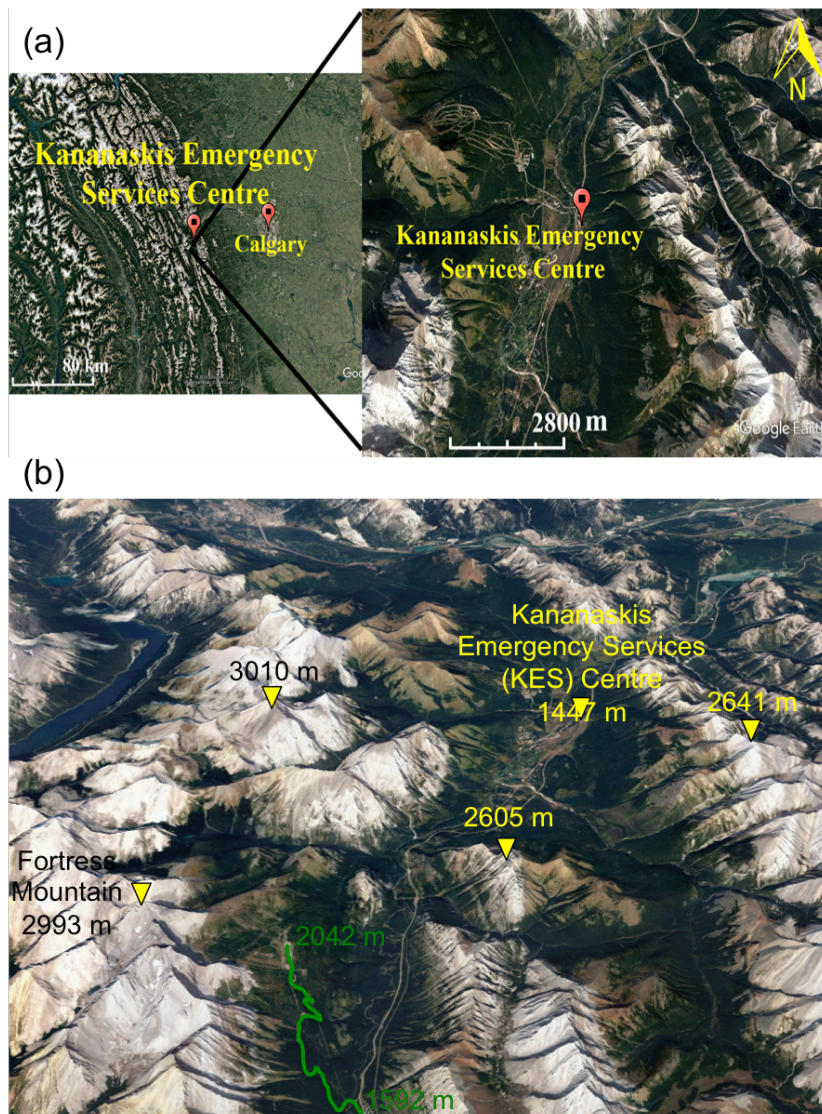 (a)
Kananaskis Emergency
Services Centre
Calgary
80 km
Goo
N
Kananaskis Emergency
Services Centre
2800 m
Google Earth
(b)
Kananaskis
Emergency Services
(KES) Centre
1447 m
3010 m
2641 m
2605 m
Fortress
Mountain
2993 m
2042 m
1592 m